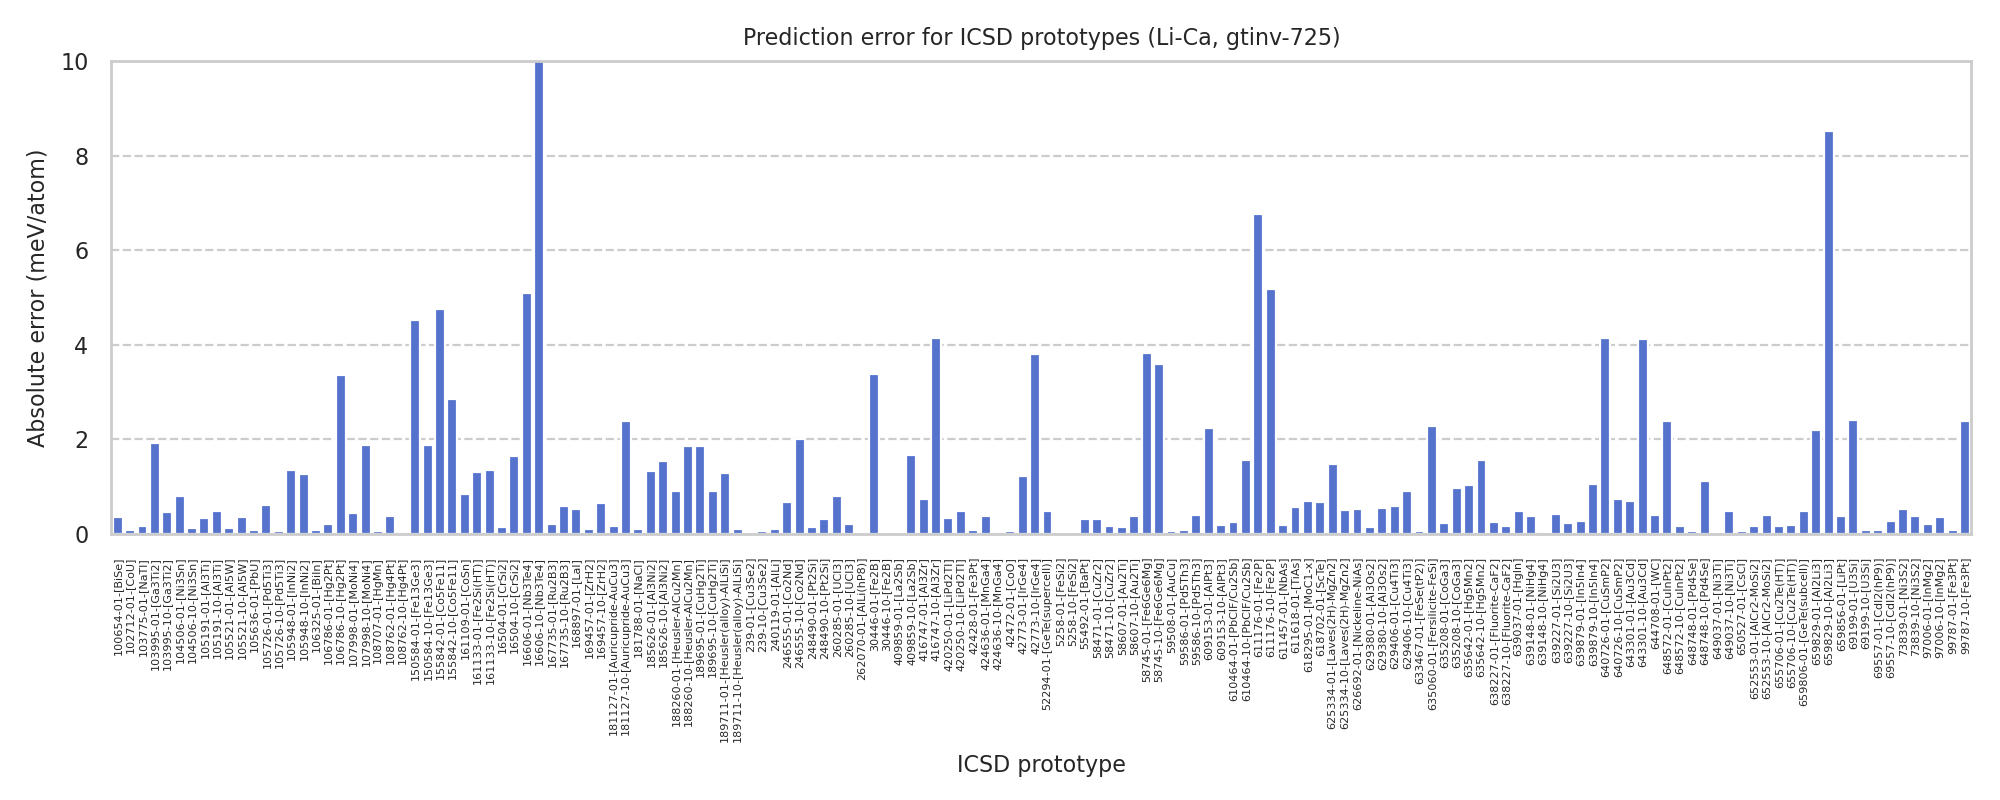 Prediction error for ICSD prototypes (Li-Ca, gtinv-725)
Absolute error (meV/atom)
10
8
6
4
2
0
100654-01-[BiSe]
102712-01-[CoU]
103775-01-[NaTl]
103995-01-[Ga3Ti2]
103995-10-[Ga3Ti2]
104506-01-[Ni3Sn]
104506-10-[Ni3Sn]
105191-01-[Al3Ti]
105191-10-[Al3Ti]
105521-01-[Al5W]
105521-10-[Al5W]
105636-01-[PbU]
105726-01-[Pd5Ti3]
105726-10-[Pd5Ti3]
105948-01-[InNi2]
105948-10-[InNi2]
106325-01-[BiIn]
106786-01-[Hg2Pt]
106786-10-[Hg2Pt]
107998-01-[MoNi4]
107998-10-[MoNi4]
108707-01-[HgMn]
108762-01-[Hg4Pt]
108762-10-[Hg4Pt]
150584-01-[Fe13Ge3]
150584-10-[Fe13Ge3]
155842-01-[Co5Fe11]
155842-10-[Co5Fe11]
161109-01-[CoSn]
161133-01-[Fe2Si(HT)]
161133-10-[Fe2Si(HT)]
16504-01-[CrSi2]
16504-10-[CrSi2]
16606-01-[Nb3Te4]
16606-10-[Nb3Te4]
167735-01-[Ru2B3]
167735-10-[Ru2B3]
168897-01-[LaI]
169457-01-[ZrH2]
169457-10-[ZrH2]
181127-01-[Auricupride-AuCu3]
181127-10-[Auricupride-AuCu3]
181788-01-[NaCl]
185626-01-[Al3Ni2]
185626-10-[Al3Ni2]
188260-01-[Heusler-AlCu2Mn]
188260-10-[Heusler-AlCu2Mn]
189695-01-[CuHg2Ti]
189695-10-[CuHg2Ti]
189711-01-[Heusler(alloy)-AlLiSi]
189711-10-[Heusler(alloy)-AlLiSi]
239-01-[Cu3Se2]
239-10-[Cu3Se2]
240119-01-[AlLi]
246555-01-[Co2Nd]
246555-10-[Co2Nd]
248490-01-[Pt2Si]
248490-10-[Pt2Si]
260285-01-[UCl3]
260285-10-[UCl3]
262070-01-[AlLi(hP8)]
30446-01-[Fe2B]
30446-10-[Fe2B]
409859-01-[La2Sb]
409859-10-[La2Sb]
416747-01-[Al3Zr]
416747-10-[Al3Zr]
420250-01-[LiPd2Tl]
420250-10-[LiPd2Tl]
42428-01-[Fe3Pt]
424636-01-[MnGa4]
424636-10-[MnGa4]
42472-01-[CoO]
42773-01-[IrGe4]
42773-10-[IrGe4]
52294-01-[GeTe(supercell)]
5258-01-[FeSi2]
5258-10-[FeSi2]
55492-01-[BaPt]
58471-01-[CuZr2]
58471-10-[CuZr2]
58607-01-[Au2Ti]
58607-10-[Au2Ti]
58745-01-[Fe6Ge6Mg]
58745-10-[Fe6Ge6Mg]
59508-01-[AuCu]
59586-01-[Pd5Th3]
59586-10-[Pd5Th3]
609153-01-[AlPt3]
609153-10-[AlPt3]
610464-01-[PbClF/Cu2Sb]
610464-10-[PbClF/Cu2Sb]
611176-01-[Fe2P]
611176-10-[Fe2P]
611457-01-[NbAs]
611618-01-[TiAs]
618295-01-[MoC1-x]
618702-01-[ScTe]
625334-01-[Laves(2H)-MgZn2]
625334-10-[Laves(2H)-MgZn2]
626692-01-[Nickeline-NiAs]
629380-01-[Al3Os2]
629380-10-[Al3Os2]
629406-01-[Cu4Ti3]
629406-10-[Cu4Ti3]
633467-01-[FeSe(tP2)]
635060-01-[Fersilicite-FeSi]
635208-01-[CoGa3]
635208-10-[CoGa3]
635642-01-[Hg5Mn2]
635642-10-[Hg5Mn2]
638227-01-[Fluorite-CaF2]
638227-10-[Fluorite-CaF2]
639037-01-[HgIn]
639148-01-[NiHg4]
639148-10-[NiHg4]
639227-01-[Si2U3]
639227-10-[Si2U3]
639879-01-[In5In4]
639879-10-[In5In4]
640726-01-[CuSmP2]
640726-10-[CuSmP2]
643301-01-[Au3Cd]
643301-10-[Au3Cd]
644708-01-[WC]
648572-01-[CuInPt2]
648572-10-[CuInPt2]
648748-01-[Pd4Se]
648748-10-[Pd4Se]
649037-01-[Ni3Ti]
649037-10-[Ni3Ti]
650527-01-[CsCl]
652553-01-[AlCr2-MoSi2]
652553-10-[AlCr2-MoSi2]
655706-01-[Cu2Te(HT)]
655706-10-[Cu2Te(HT)]
659806-01-[GeTe(subcell)]
659829-01-[Al2Li3]
659829-10-[Al2Li3]
659856-01-[LiPt]
69199-01-[U3Si]
69199-10-[U3Si]
69557-01-[CdI2(hP9)]
69557-10-[CdI2(hP9)]
73839-01-[Ni3S2]
73839-10-[Ni3S2]
97006-01-[InMg2]
97006-10-[InMg2]
99787-01-[Fe3Pt]
99787-10-[Fe3Pt]
ICSD prototype